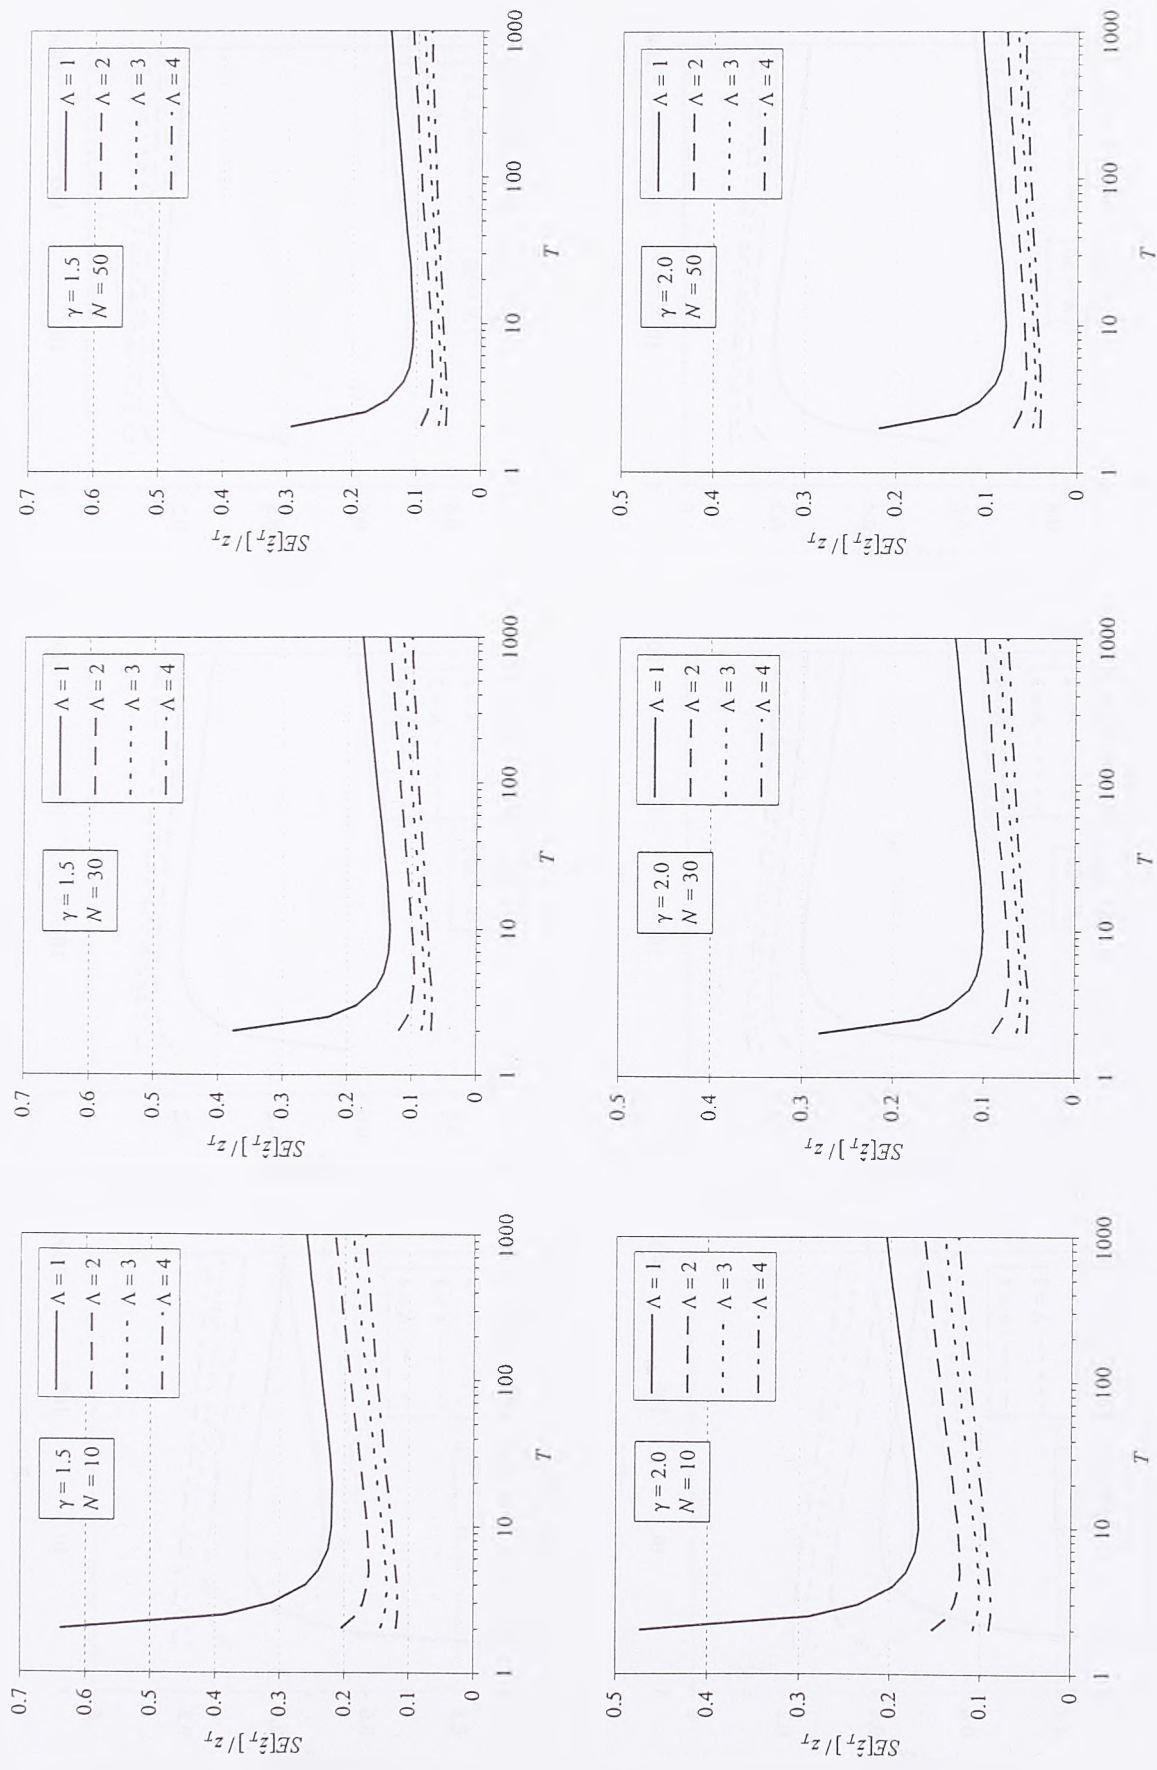 0.7
0.6
0.5
0.4
0.3
0.2
0.1
0
SE[ẑ_T]/z_T
γ = 1.5
N = 10
Λ = 1
Λ = 2
Λ = 3
Λ = 4
1 10 100 1000
T
0.7
0.6
0.5
0.4
0.3
0.2
0.1
0
SE[ẑ_T]/z_T
γ = 1.5
N = 30
Λ = 1
Λ = 2
Λ = 3
Λ = 4
1 10 100 1000
T
0.7
0.6
0.5
0.4
0.3
0.2
0.1
0
SE[ẑ_T]/z_T
γ = 1.5
N = 50
Λ = 1
Λ = 2
Λ = 3
Λ = 4
1 10 100 1000
T
0.5
0.4
0.3
0.2
0.1
0
SE[ẑ_T]/z_T
γ = 2.0
N = 10
Λ = 1
Λ = 2
Λ = 3
Λ = 4
1 10 100 1000
T
0.5
0.4
0.3
0.2
0.1
0
SE[ẑ_T]/z_T
γ = 2.0
N = 30
Λ = 1
Λ = 2
Λ = 3
Λ = 4
1 10 100 1000
T
0.5
0.4
0.3
0.2
0.1
0
SE[ẑ_T]/z_T
γ = 2.0
N = 50
Λ = 1
Λ = 2
Λ = 3
Λ = 4
1 10 100 1000
T